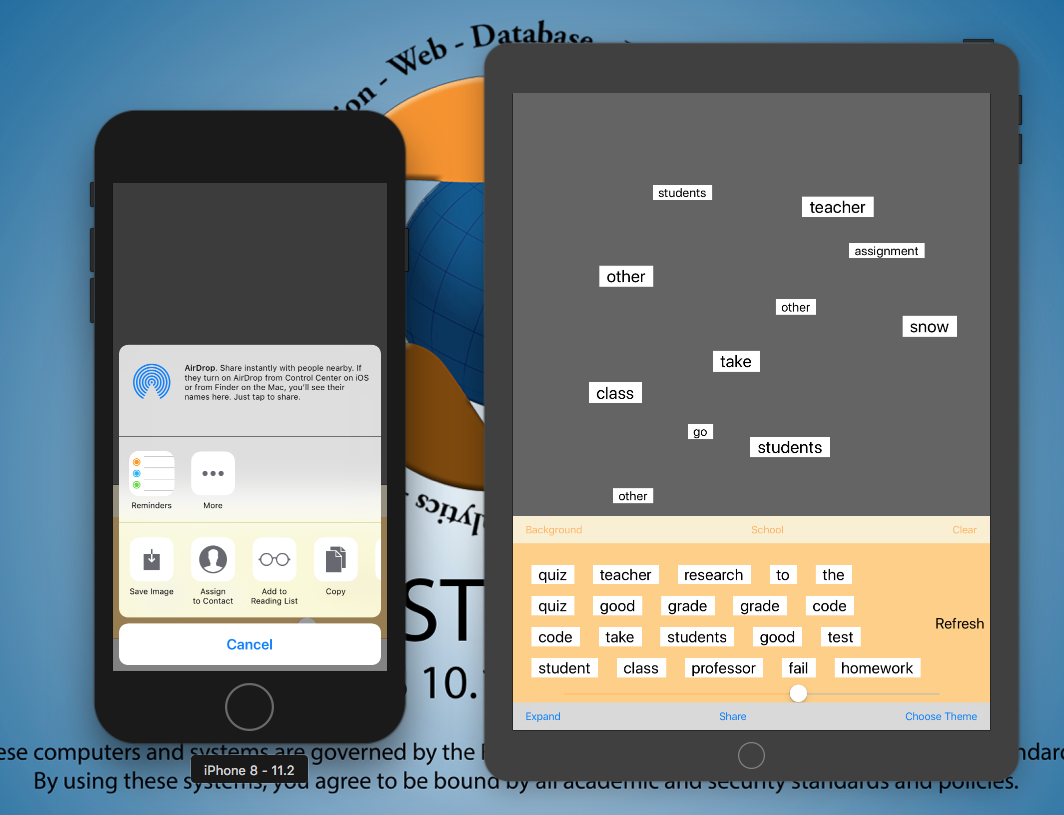 - Web - Database
AirDrop. Share instantly with people nearby. If
they turn on AirDrop from Control Center on iOS
or from Finder on the Mac, you'll see their
names here. Just tap to share.
Reminders
More
Save Image
Assign
to Contact
Add to
Reading List
Copy
Cancel
iPhone 8 - 11.2
students
teacher
assignment
other
other
snow
take
class
go
students
other
Background School Clear
quiz teacher research to the
quiz good grade grade code
Refresh
code take students good test
student class professor fail homework
Expand Share Choose Theme
ST
10.
computers and systems are governed by the
By using these systems, you agree to be bound by all academic and security standards and policies.